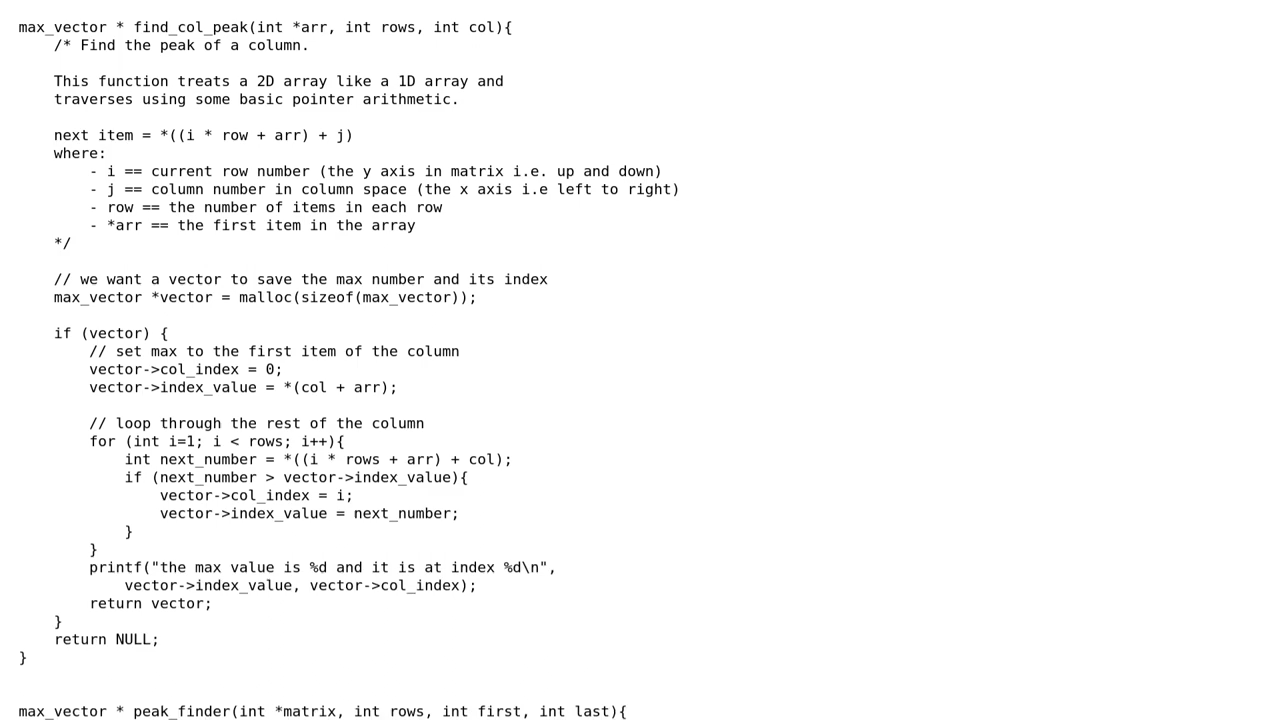 max_vector * find_col_peak(int *arr, int rows, int col){
    /* Find the peak of a column.

    This function treats a 2D array like a 1D array and
    traverses using some basic pointer arithmetic.

    next item = *((i * row + arr) + j)
    where:
        - i == current row number (the y axis in matrix i.e. up and down)
        - j == column number in column space (the x axis i.e left to right)
        - row == the number of items in each row
        - *arr == the first item in the array
    */

    // we want a vector to save the max number and its index
    max_vector *vector = malloc(sizeof(max_vector));

    if (vector) {
        // set max to the first item of the column
        vector->col_index = 0;
        vector->index_value = *(col + arr);

        // loop through the rest of the column
        for (int i=1; i < rows; i++){
            int next_number = *((i * rows + arr) + col);
            if (next_number > vector->index_value){
                vector->col_index = i;
                vector->index_value = next_number;
            }
        }
        printf("the max value is %d and it is at index %d\n",
            vector->index_value, vector->col_index);
        return vector;
    }
    return NULL;
}


max_vector * peak_finder(int *matrix, int rows, int first, int last){